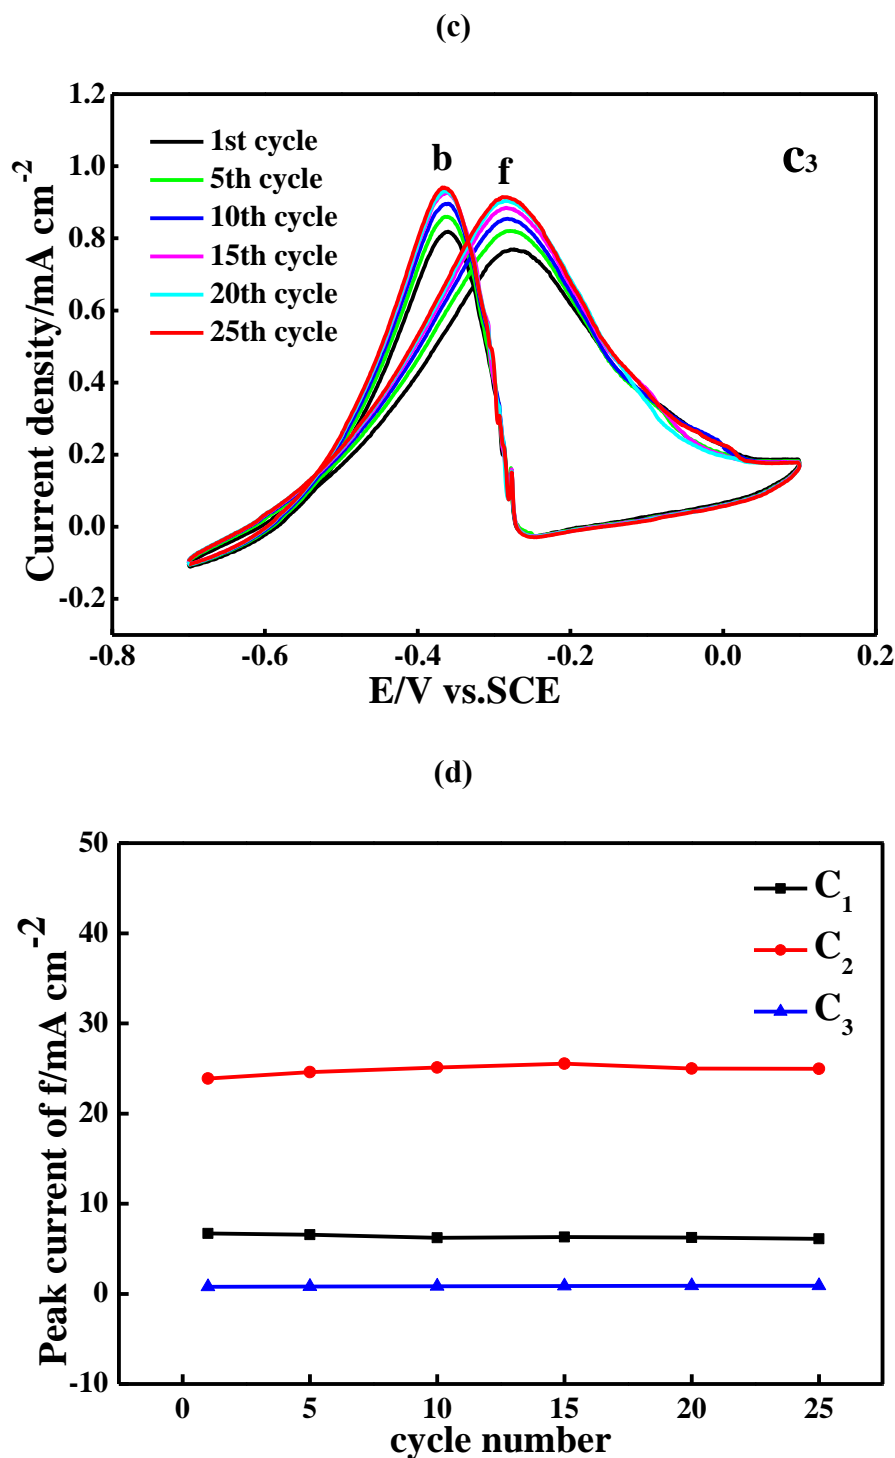 (c)
1.2
1.0
0.8
0.6
0.4
0.2
0.0
-0.2
Current density/mA cm-2
1st cycle
5th cycle
10th cycle
15th cycle
20th cycle
25th cycle
b
f
c3
-0.8
-0.6
-0.4
-0.2
0.0
0.2
E/V vs.SCE
(d)
50
40
30
20
10
0
-10
Peak current of f/mA cm-2
C1
C2
C3
0
5
10
15
20
25
cycle number